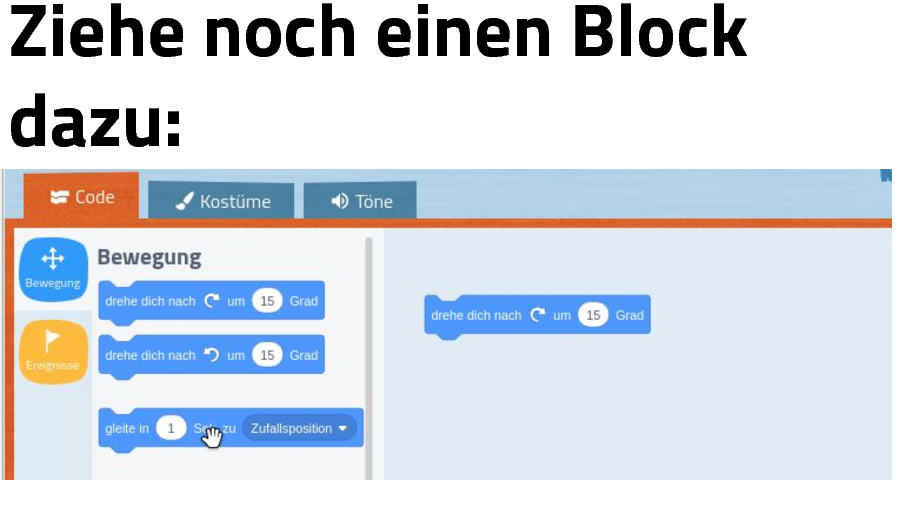 Ziehe noch einen Block
dazu:
Code Kostüme Töne
Bewegung
Bewegung
drehe dich nach um 15 Grad
drehe dich nach um 15 Grad
drehe dich nach um 15 Grad
Ereignisse
gleite in 1 zu Zufallsposition